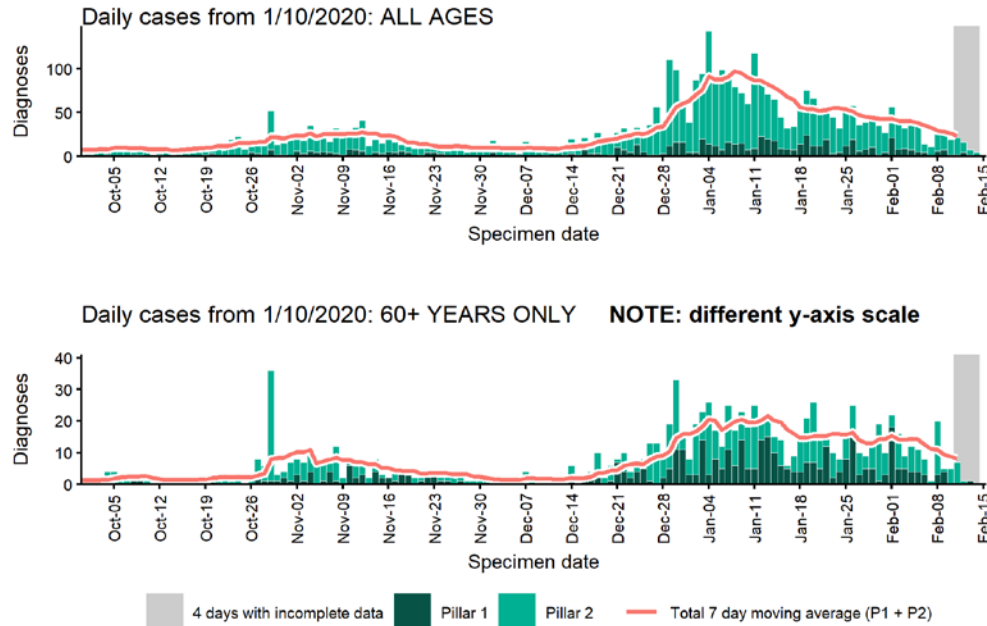 Daily cases from 1/10/2020: ALL AGES
Diagnoses
100
50
0
Oct-05
Oct-12
Oct-19
Oct-26
Nov-02
Nov-09
Nov-16
Nov-23
Nov-30
Dec-07
Dec-14
Dec-21
Dec-28
Jan-04
Jan-11
Jan-18
Jan-25
Feb-01
Feb-08
Feb-15
Specimen date
Daily cases from 1/10/2020: 60+ YEARS ONLY NOTE: different y-axis scale
Diagnoses
40
30
20
10
0
Oct-05
Oct-12
Oct-19
Oct-26
Nov-02
Nov-09
Nov-16
Nov-23
Nov-30
Dec-07
Dec-14
Dec-21
Dec-28
Jan-04
Jan-11
Jan-18
Jan-25
Feb-01
Feb-08
Feb-15
Specimen date
4 days with incomplete data Pillar 1 Pillar 2 Total 7 day moving average (P1 + P2)